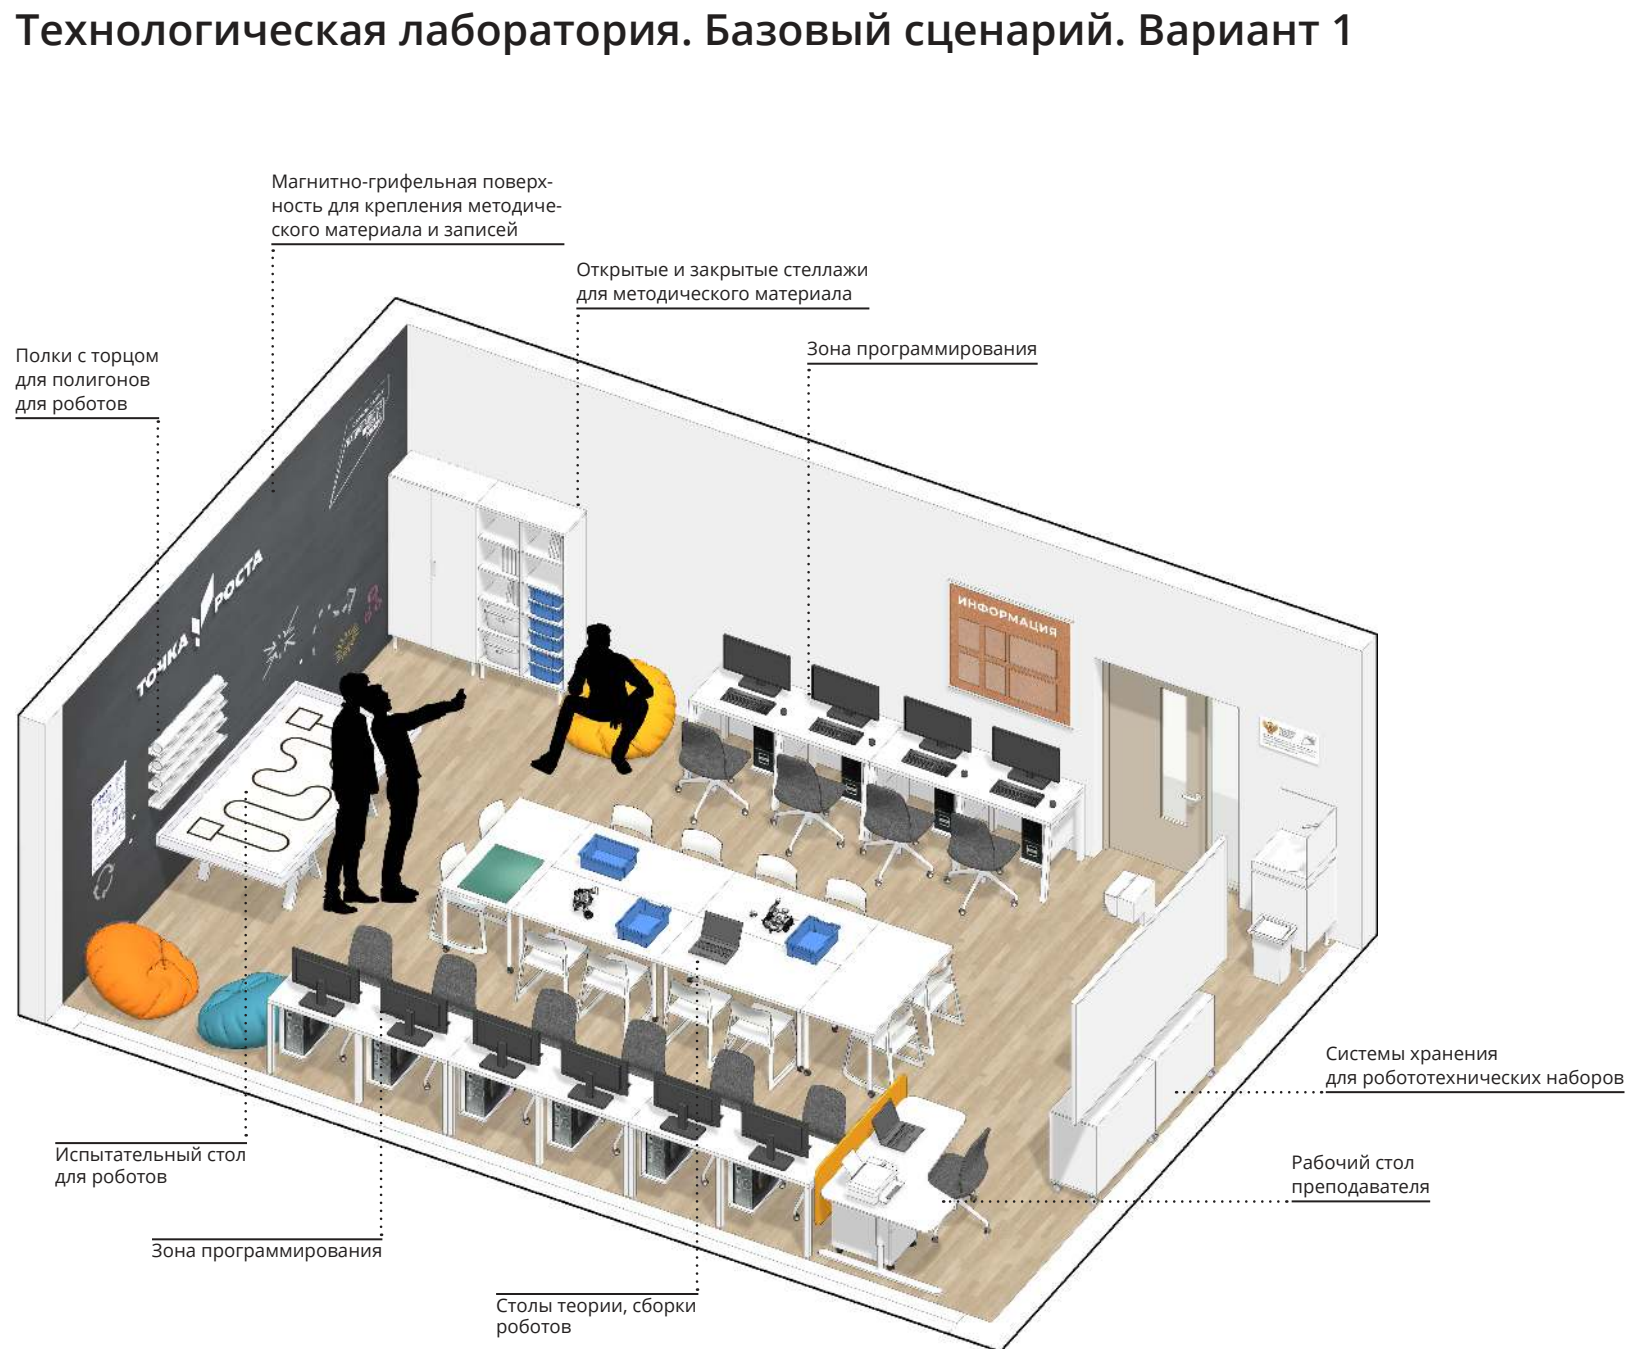 Технологическая лаборатория. Базовый сценарий. Вариант 1
Магнитно-грифельная поверх-
ность для крепления методиче-
ского материала и записей
Открытые и закрытые стеллажи
для методического материала
Зона программирования
Полки с торцом
для полигонов
для роботов
ТОЧКА РОСТА
ИНФОРМАЦИЯ
Системы хранения
для робототехнических наборов
Испытательный стол
для роботов
Рабочий стол
преподавателя
Зона программирования
Столы теории, сборки
роботов